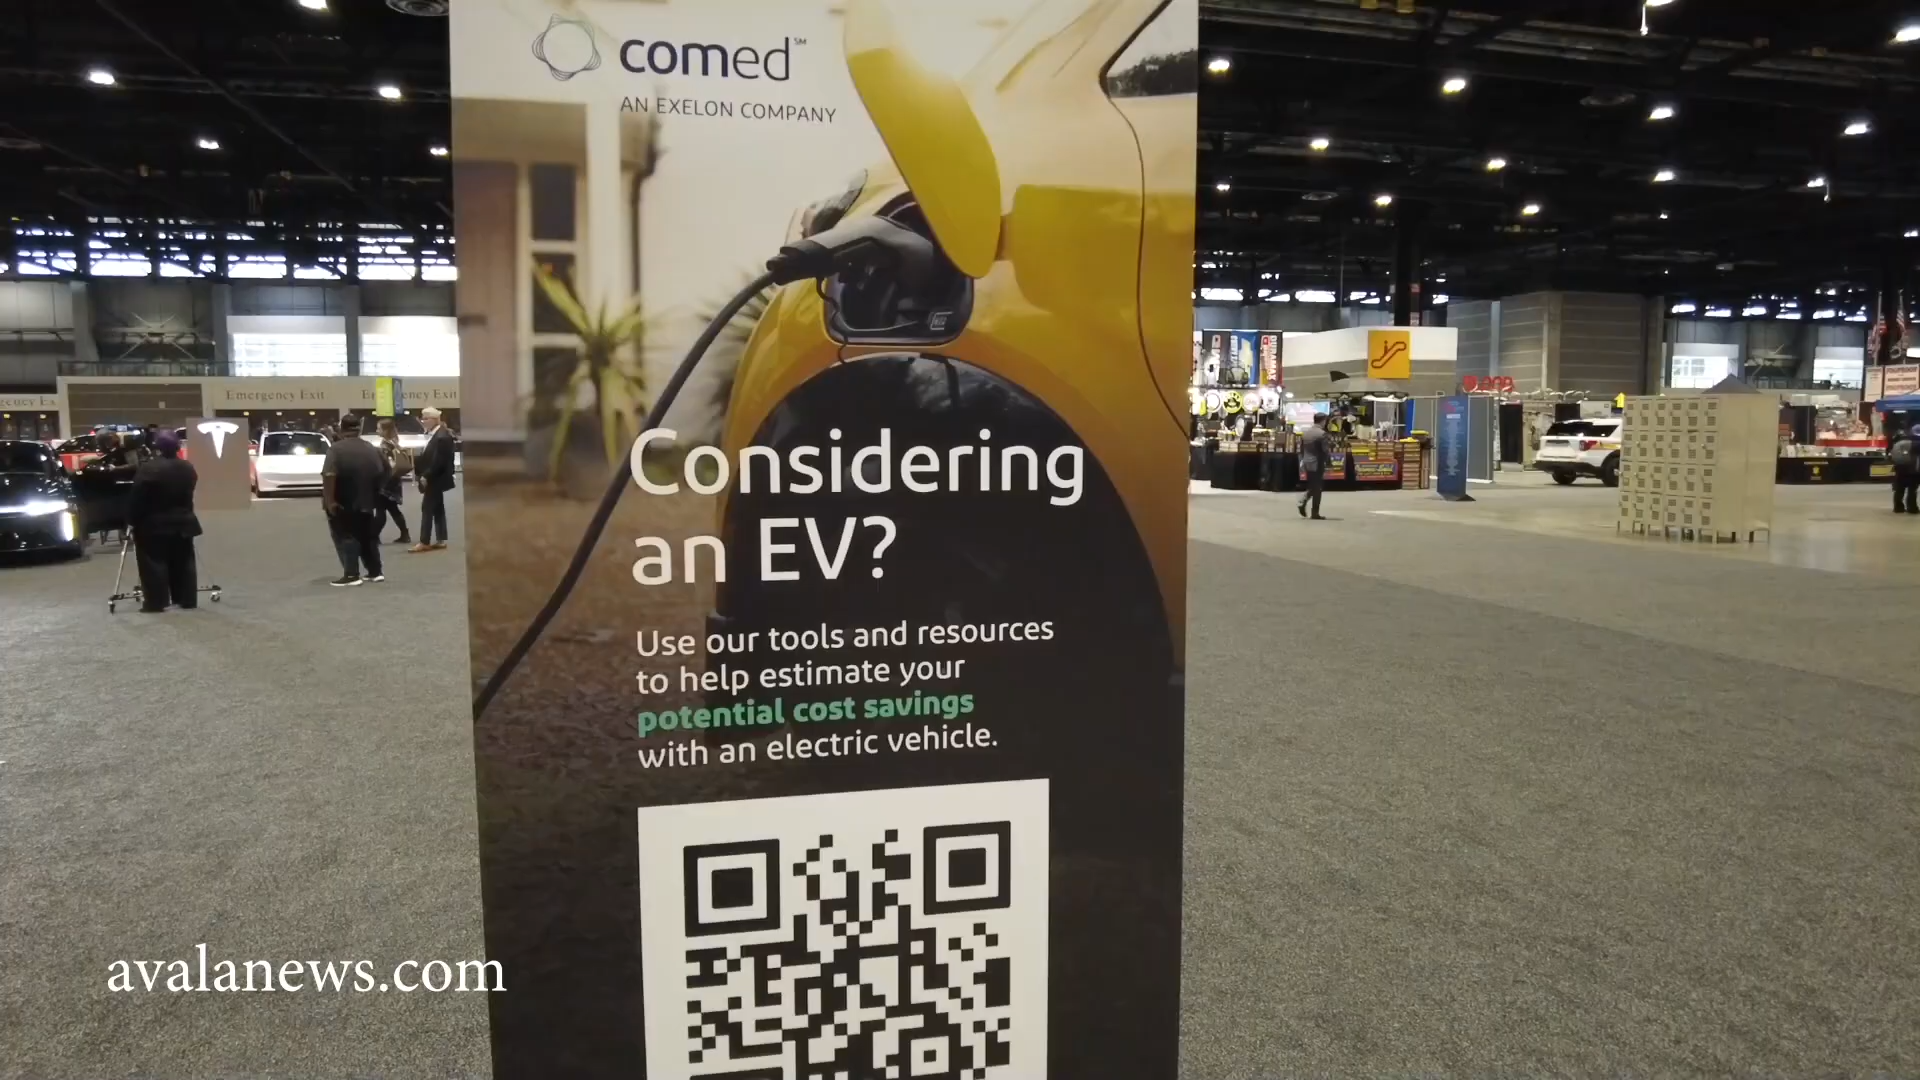 comed℠
AN EXELON COMPANY
Emergency Exit
Considering
an EV?
Use our tools and resources
to help estimate your
potential cost savings
with an electric vehicle.
avalanews.com